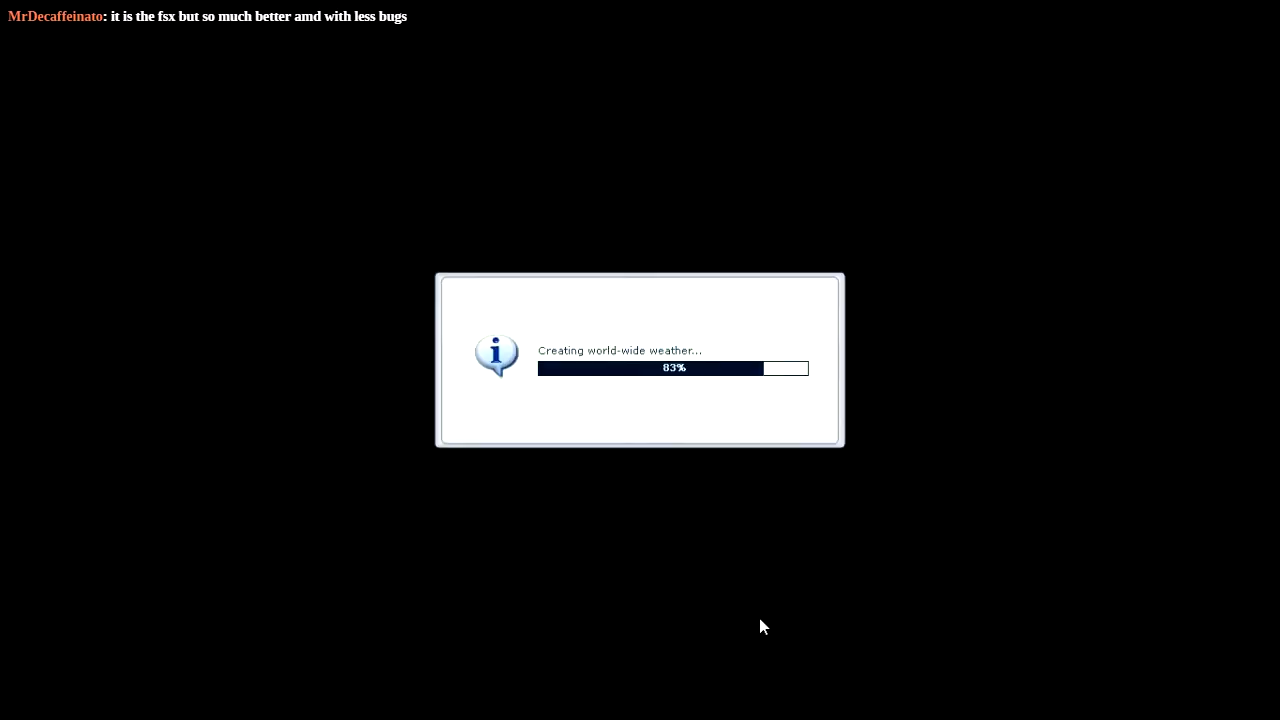 MrDecaffeinato: it is the fsx but so much better amd with less bugs
Creating world-wide weather...
83%